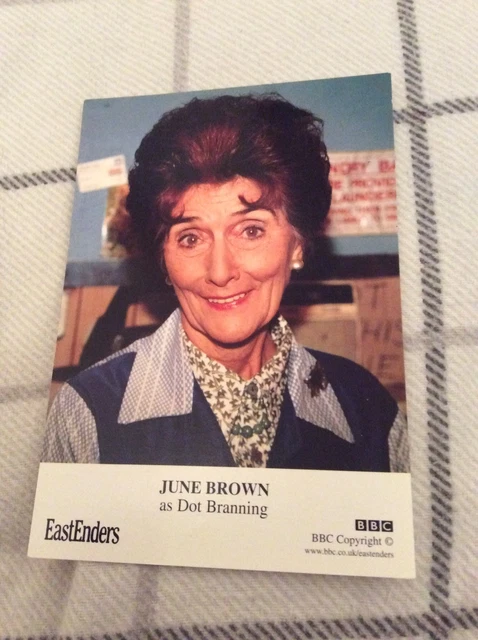 JUNE BROWN
as Dot Branning
EastEnders
BBC
BBC Copyright ©
www.bbc.co.uk/eastenders